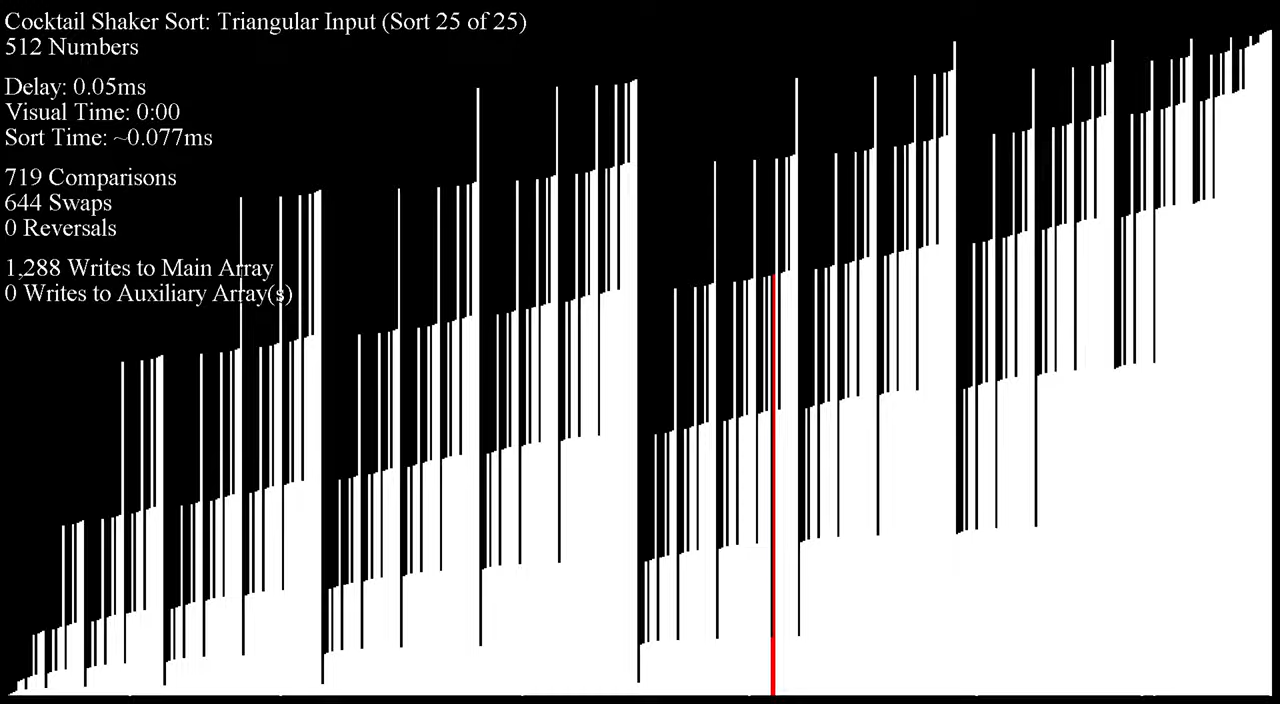 Cocktail Shaker Sort: Triangular Input (Sort 25 of 25)
512 Numbers
Delay: 0.05ms
Visual Time: 0:00
Sort Time: ~0.077ms
719 Comparisons
644 Swaps
0 Reversals
1,288 Writes to Main Array
0 Writes to Auxiliary Array(s)